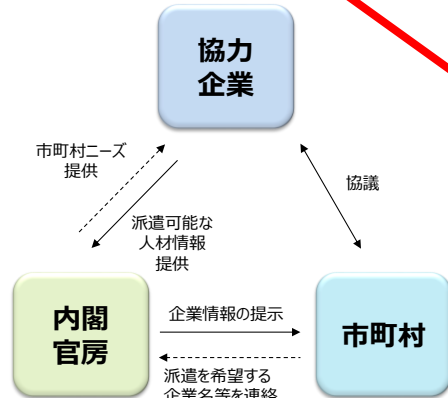 協力
企業
市町村ニーズ
提供
協議
派遣可能な
人材情報
提供
内閣
官房
企業情報の提示
市町村
派遣を希望する
企業名等を連絡